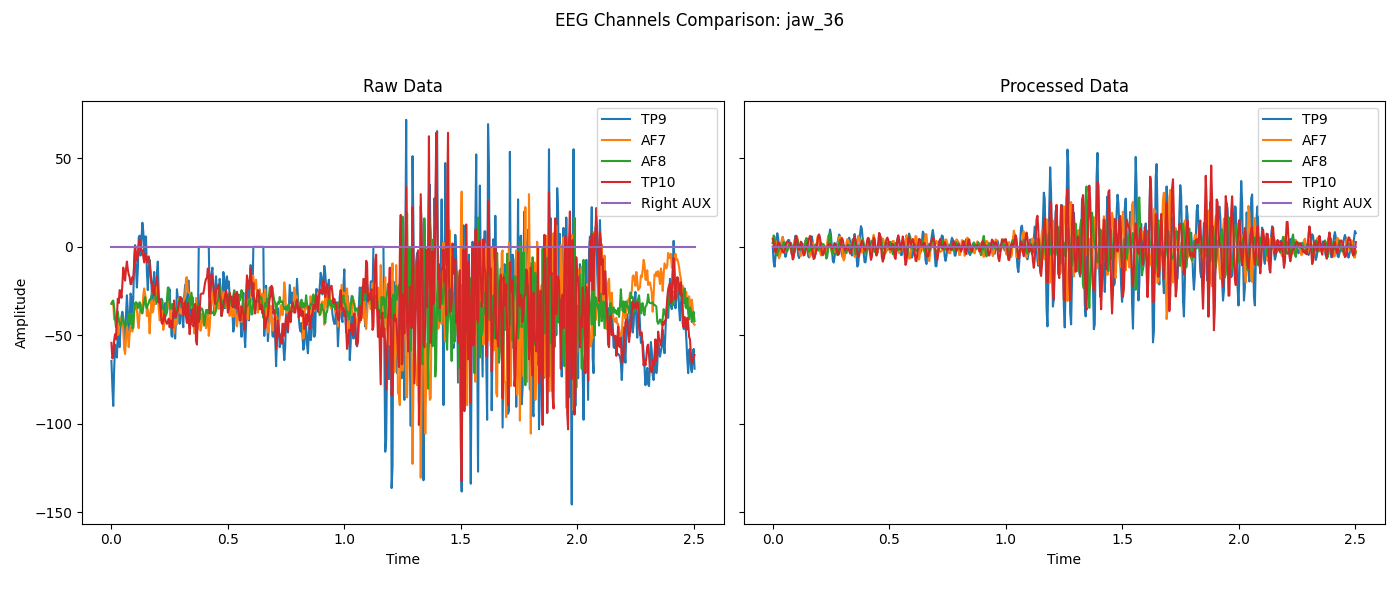 EEG Channels Comparison: jaw_36
Raw Data
Amplitude
50
0
−50
−100
−150
TP9
AF7
AF8
TP10
Right AUX
0.0 0.5 1.0 1.5 2.0 2.5
Time
Processed Data
TP9
AF7
AF8
TP10
Right AUX
0.0 0.5 1.0 1.5 2.0 2.5
Time